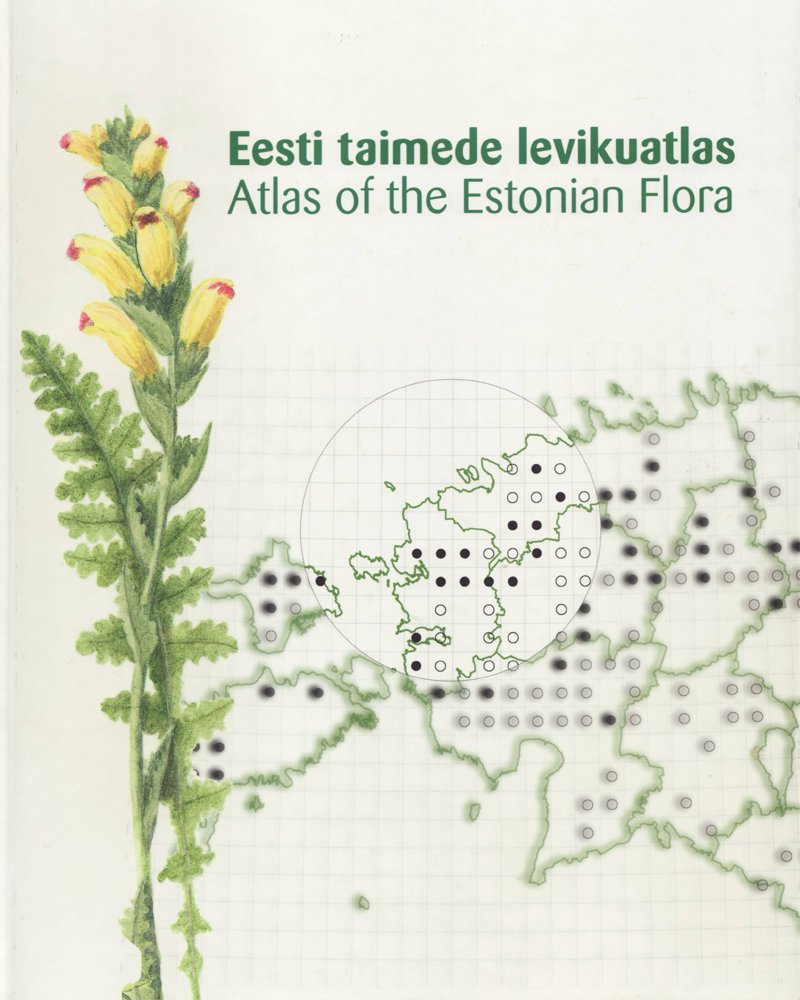 Eesti taimede levikuatlas
Atlas of the Estonian Flora